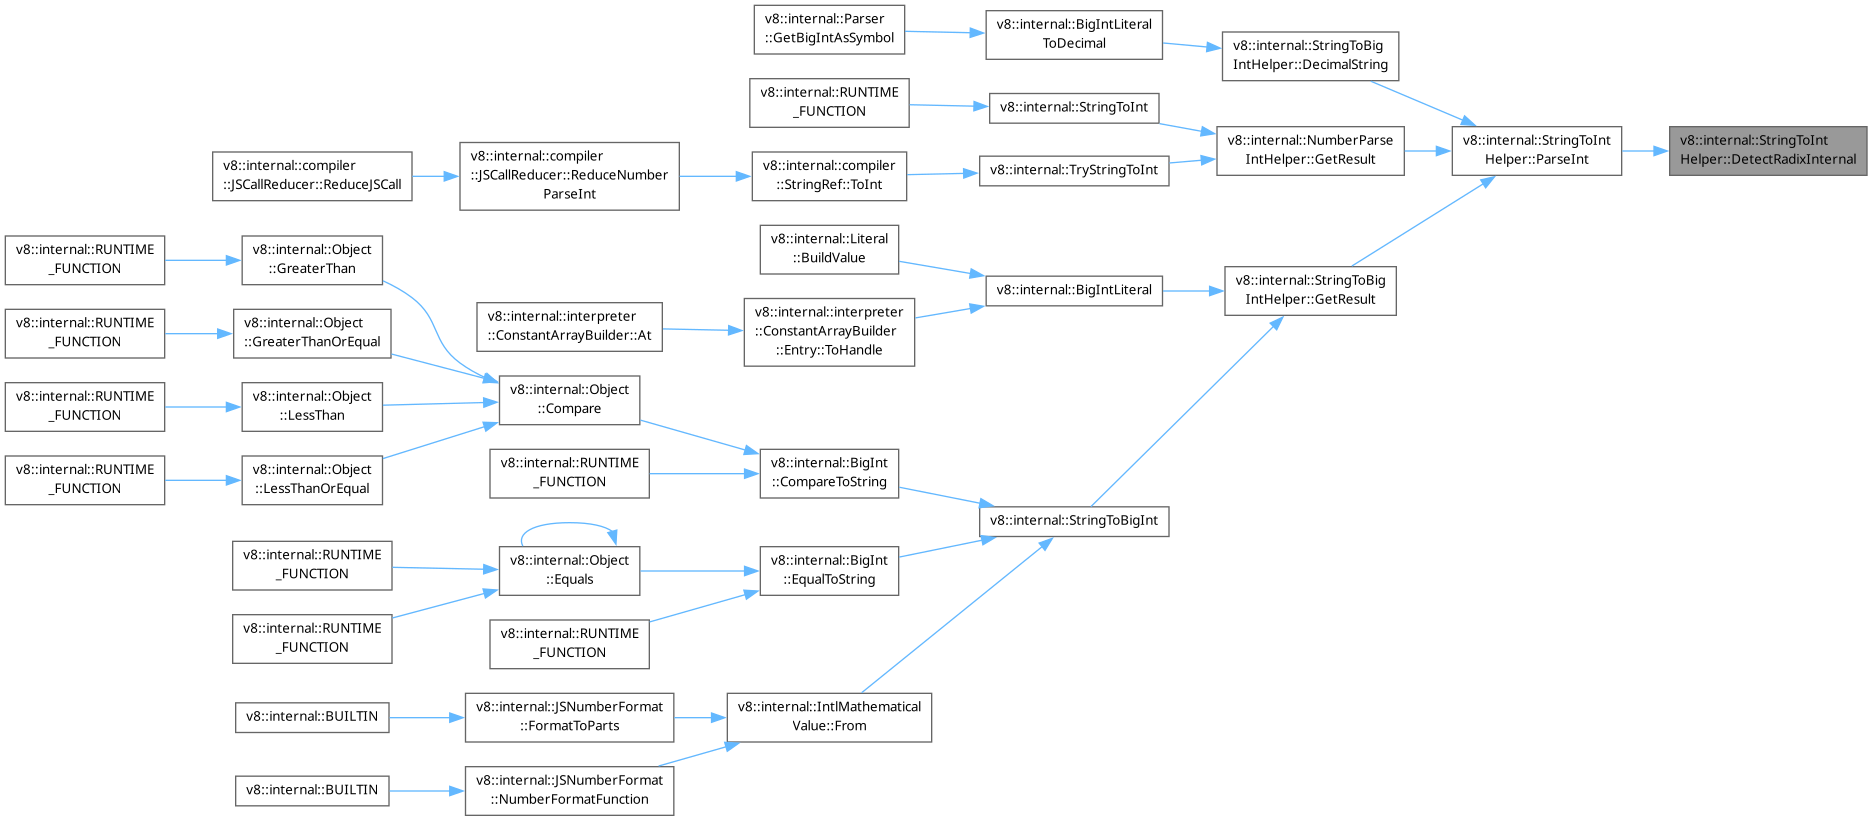 v8::internal::Parser
::GetBigIntAsSymbol
v8::internal::BigIntLiteral
ToDecimal
v8::internal::StringToBig
IntHelper::DecimalString
v8::internal::RUNTIME
_FUNCTION
v8::internal::StringToInt
v8::internal::NumberParse
IntHelper::GetResult
v8::internal::StringToInt
Helper::ParseInt
v8::internal::StringToInt
Helper::DetectRadixInternal
v8::internal::compiler
::JSCallReducer::ReduceJSCall
v8::internal::compiler
::JSCallReducer::ReduceNumber
ParseInt
v8::internal::compiler
::StringRef::ToInt
v8::internal::TryStringToInt
v8::internal::Literal
::BuildValue
v8::internal::BigIntLiteral
v8::internal::StringToBig
IntHelper::GetResult
v8::internal::interpreter
::ConstantArrayBuilder::At
v8::internal::interpreter
::ConstantArrayBuilder
::Entry::ToHandle
v8::internal::RUNTIME
_FUNCTION
v8::internal::Object
::GreaterThan
v8::internal::RUNTIME
_FUNCTION
v8::internal::Object
::GreaterThanOrEqual
v8::internal::RUNTIME
_FUNCTION
v8::internal::Object
::LessThan
v8::internal::Object
::Compare
v8::internal::RUNTIME
_FUNCTION
v8::internal::Object
::LessThanOrEqual
v8::internal::RUNTIME
_FUNCTION
v8::internal::BigInt
::CompareToString
v8::internal::StringToBigInt
v8::internal::RUNTIME
_FUNCTION
v8::internal::Object
::Equals
v8::internal::BigInt
::EqualToString
v8::internal::RUNTIME
_FUNCTION
v8::internal::RUNTIME
_FUNCTION
v8::internal::BUILTIN
v8::internal::JSNumberFormat
::FormatToParts
v8::internal::IntlMathematical
Value::From
v8::internal::BUILTIN
v8::internal::JSNumberFormat
::NumberFormatFunction